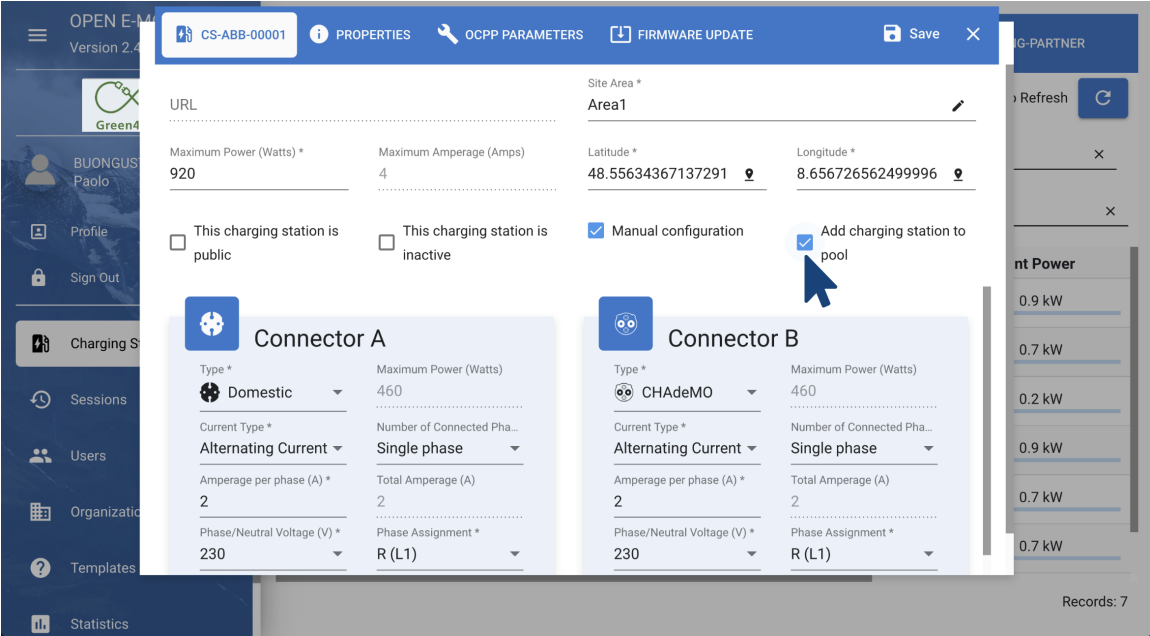 OPEN E-M
Version 2.4
Green4
BUONGUS
Paolo
Profile
Sign Out
Charging S
Sessions
Users
Organizatio
Templates
Statistics
CS-ABB-00001
PROPERTIES
OCPP PARAMETERS
FIRMWARE UPDATE
Save
URL
Site Area *
Area1
Maximum Power (Watts) *
920
Maximum Amperage (Amps)
4
Latitude *
48.55634367137291
Longitude *
8.656726562499996
This charging station is
public
This charging station is
inactive
Manual configuration
Add charging station to
pool
Connector A
Type *
Domestic
Maximum Power (Watts)
460
Current Type *
Alternating Current
Number of Connected Pha...
Single phase
Amperage per phase (A) *
2
Total Amperage (A)
2
Phase/Neutral Voltage (V) *
230
Phase Assignment *
R (L1)
Connector B
Type *
CHAdeMO
Maximum Power (Watts)
460
Current Type *
Alternating Current
Number of Connected Pha...
Single phase
Amperage per phase (A) *
2
Total Amperage (A)
2
Phase/Neutral Voltage (V) *
230
Phase Assignment *
R (L1)
NG-PARTNER
o Refresh
nt Power
0.9 kW
0.7 kW
0.2 kW
0.9 kW
0.7 kW
0.7 kW
Records: 7